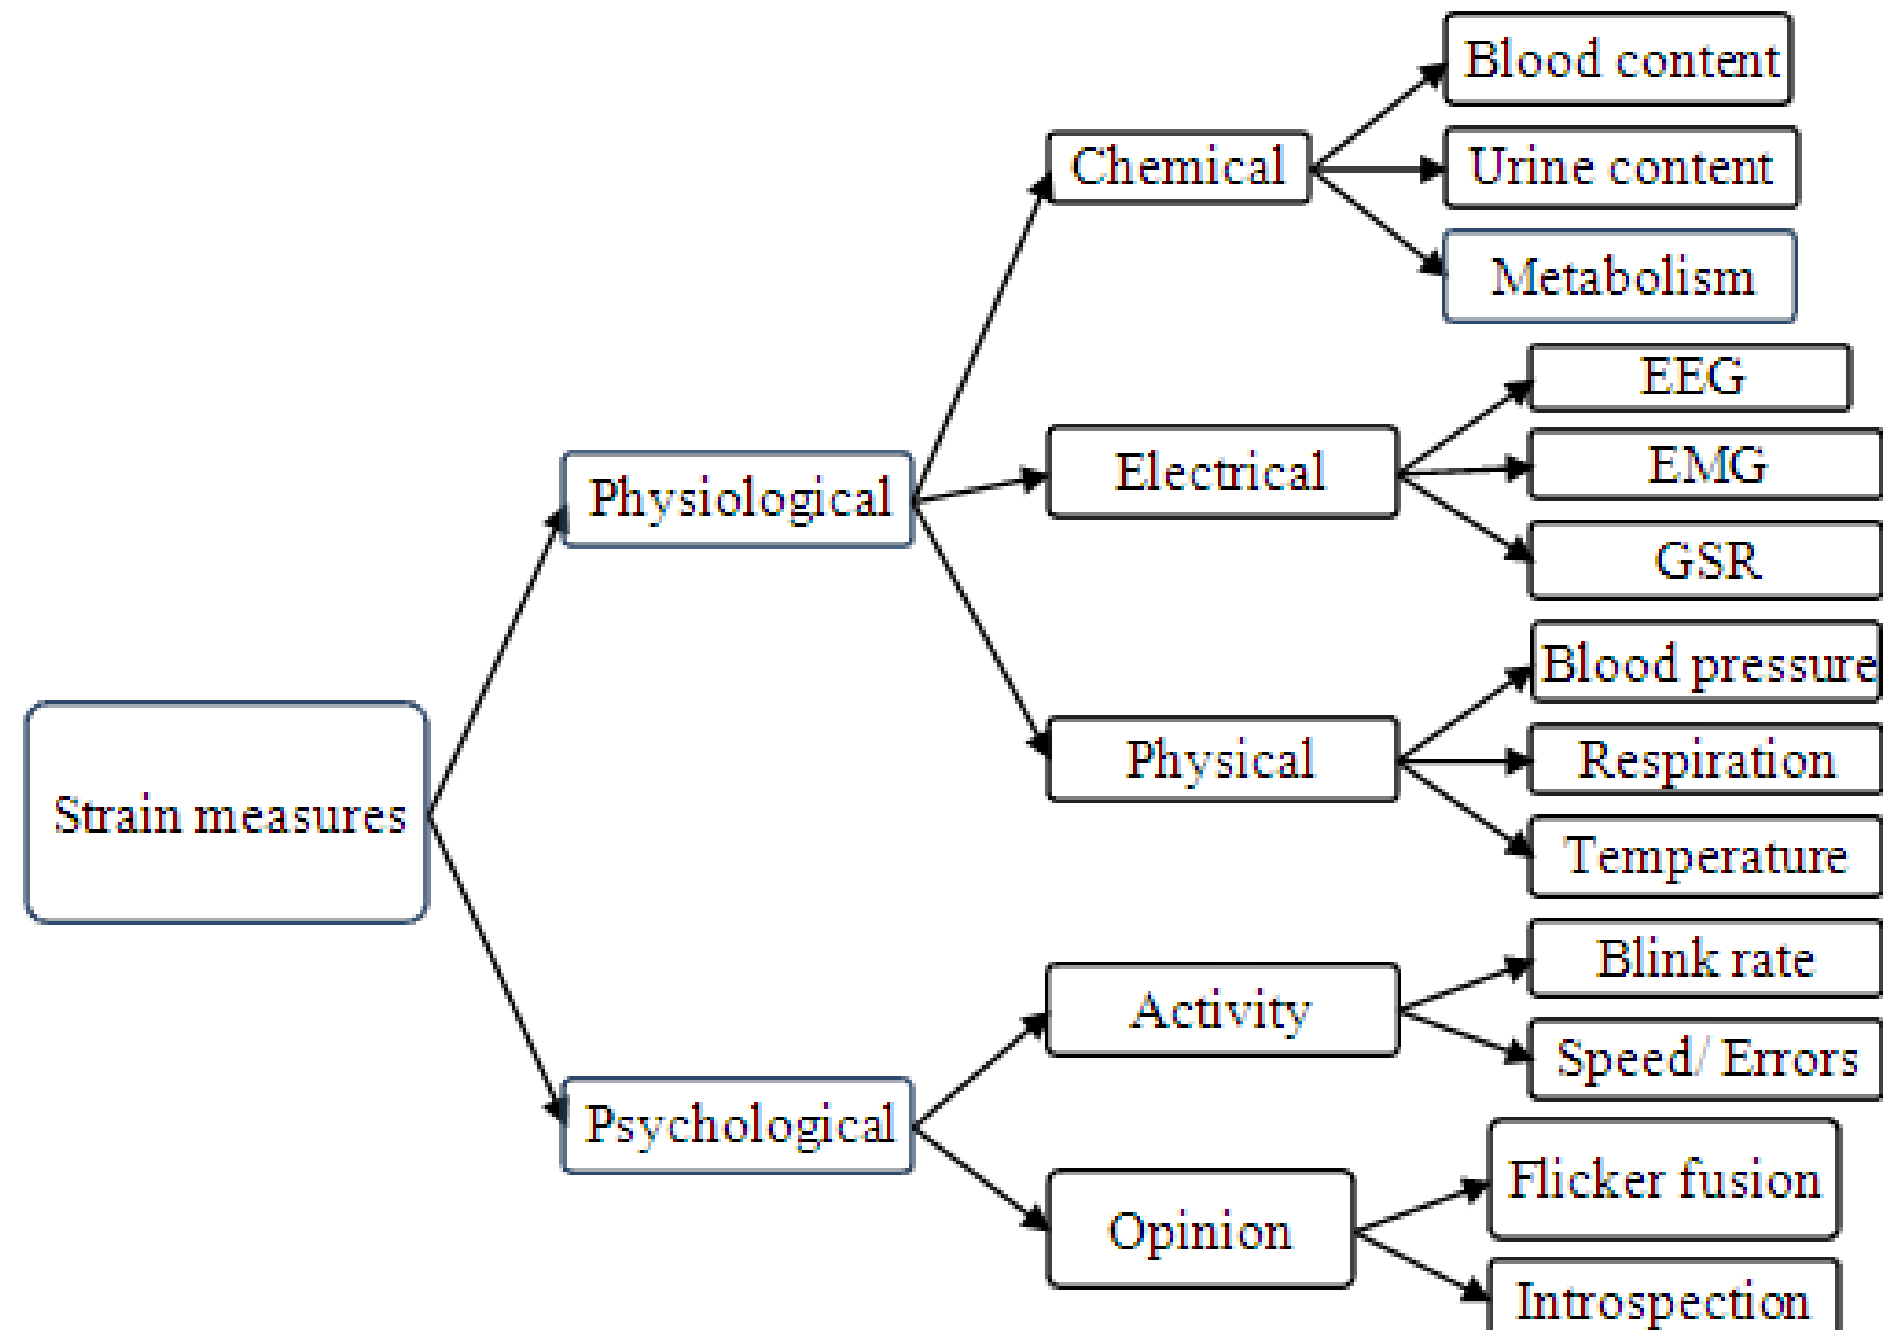 Blood content
Chemical
Urine content
Metabolism
EEG
Electrical
EMG
Physiological
GSR
Blood pressure
Physical
Respiration
Strain measures
Temperature
Blink rate
Activity
Speed/ Errors
Psychological
Flicker fusion
Opinion
Introspection